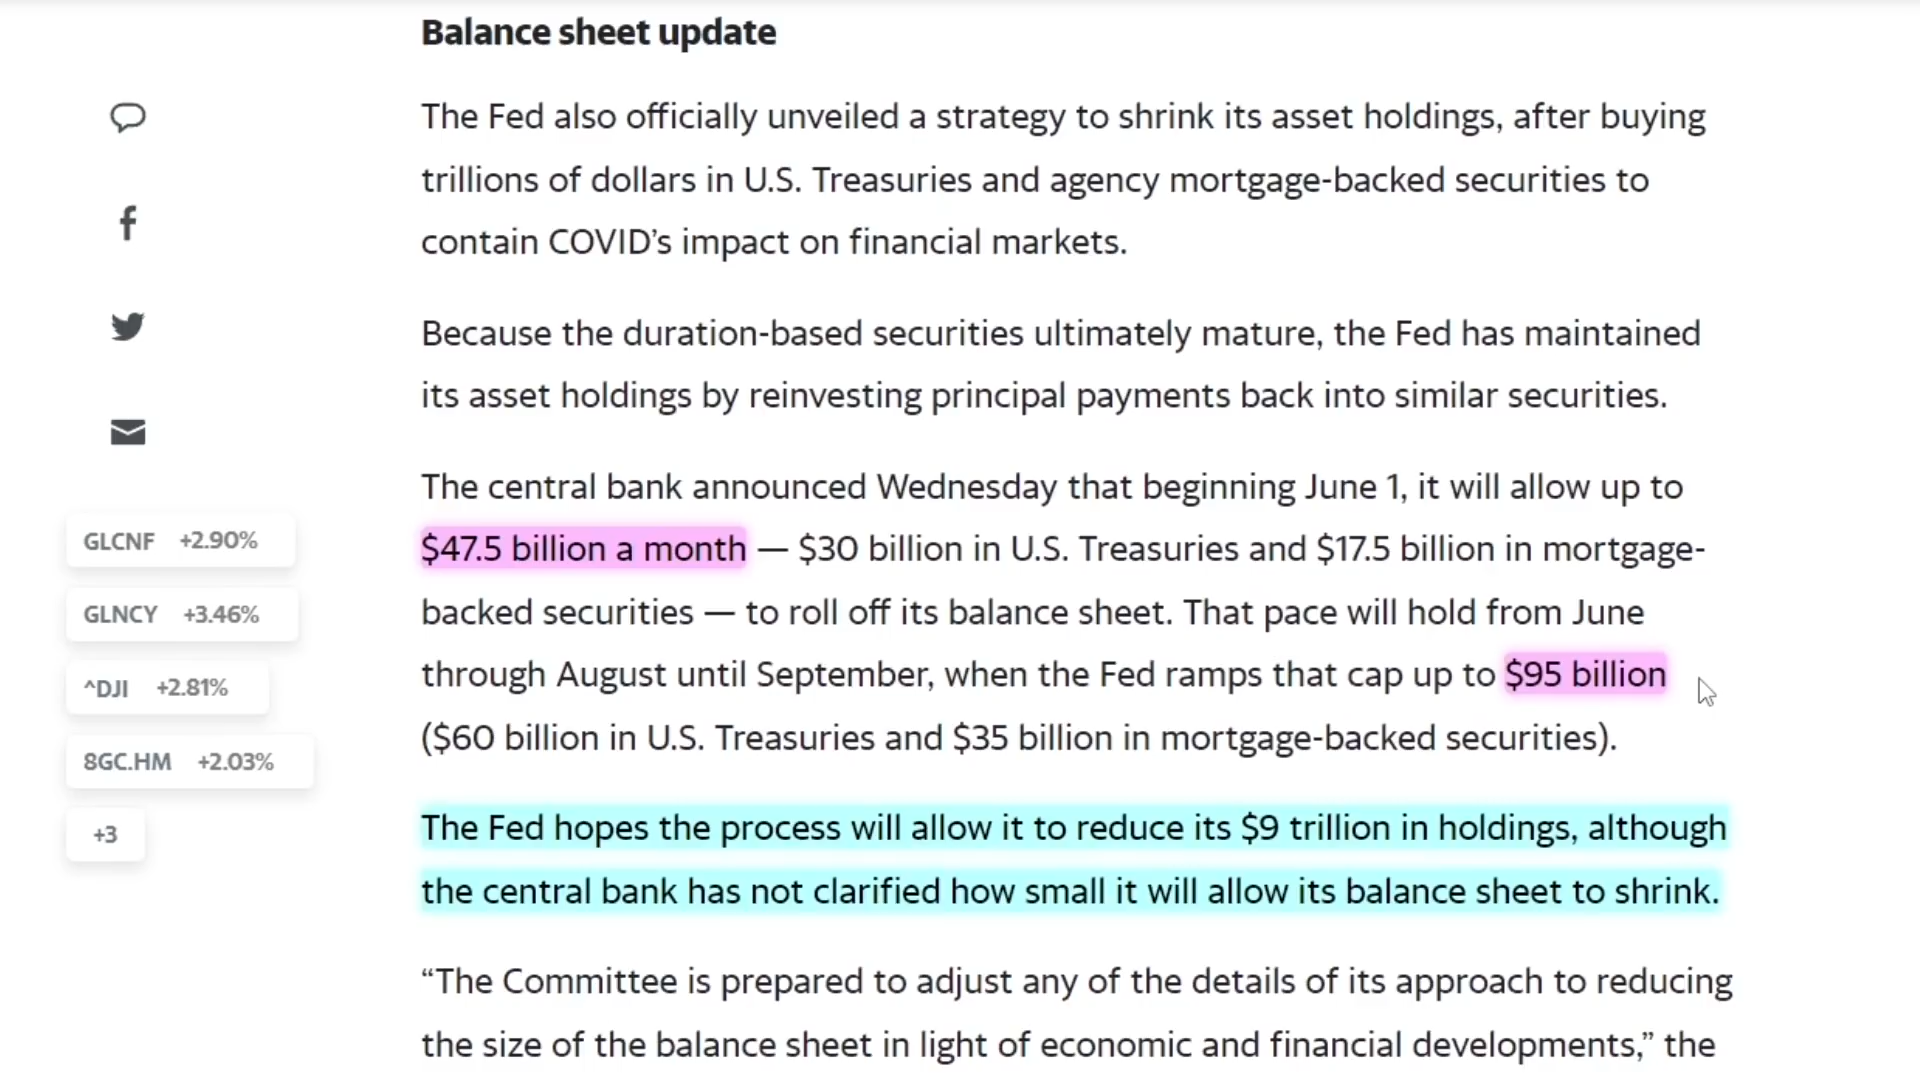 Balance sheet update
The Fed also officially unveiled a strategy to shrink its asset holdings, after buying
trillions of dollars in U.S. Treasuries and agency mortgage-backed securities to
contain COVID’s impact on financial markets.
Because the duration-based securities ultimately mature, the Fed has maintained
its asset holdings by reinvesting principal payments back into similar securities.
The central bank announced Wednesday that beginning June 1, it will allow up to
$47.5 billion a month — $30 billion in U.S. Treasuries and $17.5 billion in mortgage-
backed securities — to roll off its balance sheet. That pace will hold from June
through August until September, when the Fed ramps that cap up to $95 billion
($60 billion in U.S. Treasuries and $35 billion in mortgage-backed securities).
The Fed hopes the process will allow it to reduce its $9 trillion in holdings, although
the central bank has not clarified how small it will allow its balance sheet to shrink.
“The Committee is prepared to adjust any of the details of its approach to reducing
the size of the balance sheet in light of economic and financial developments,” the
GLCNF +2.90%
GLNCY +3.46%
^DJI +2.81%
8GC.HM +2.03%
+3